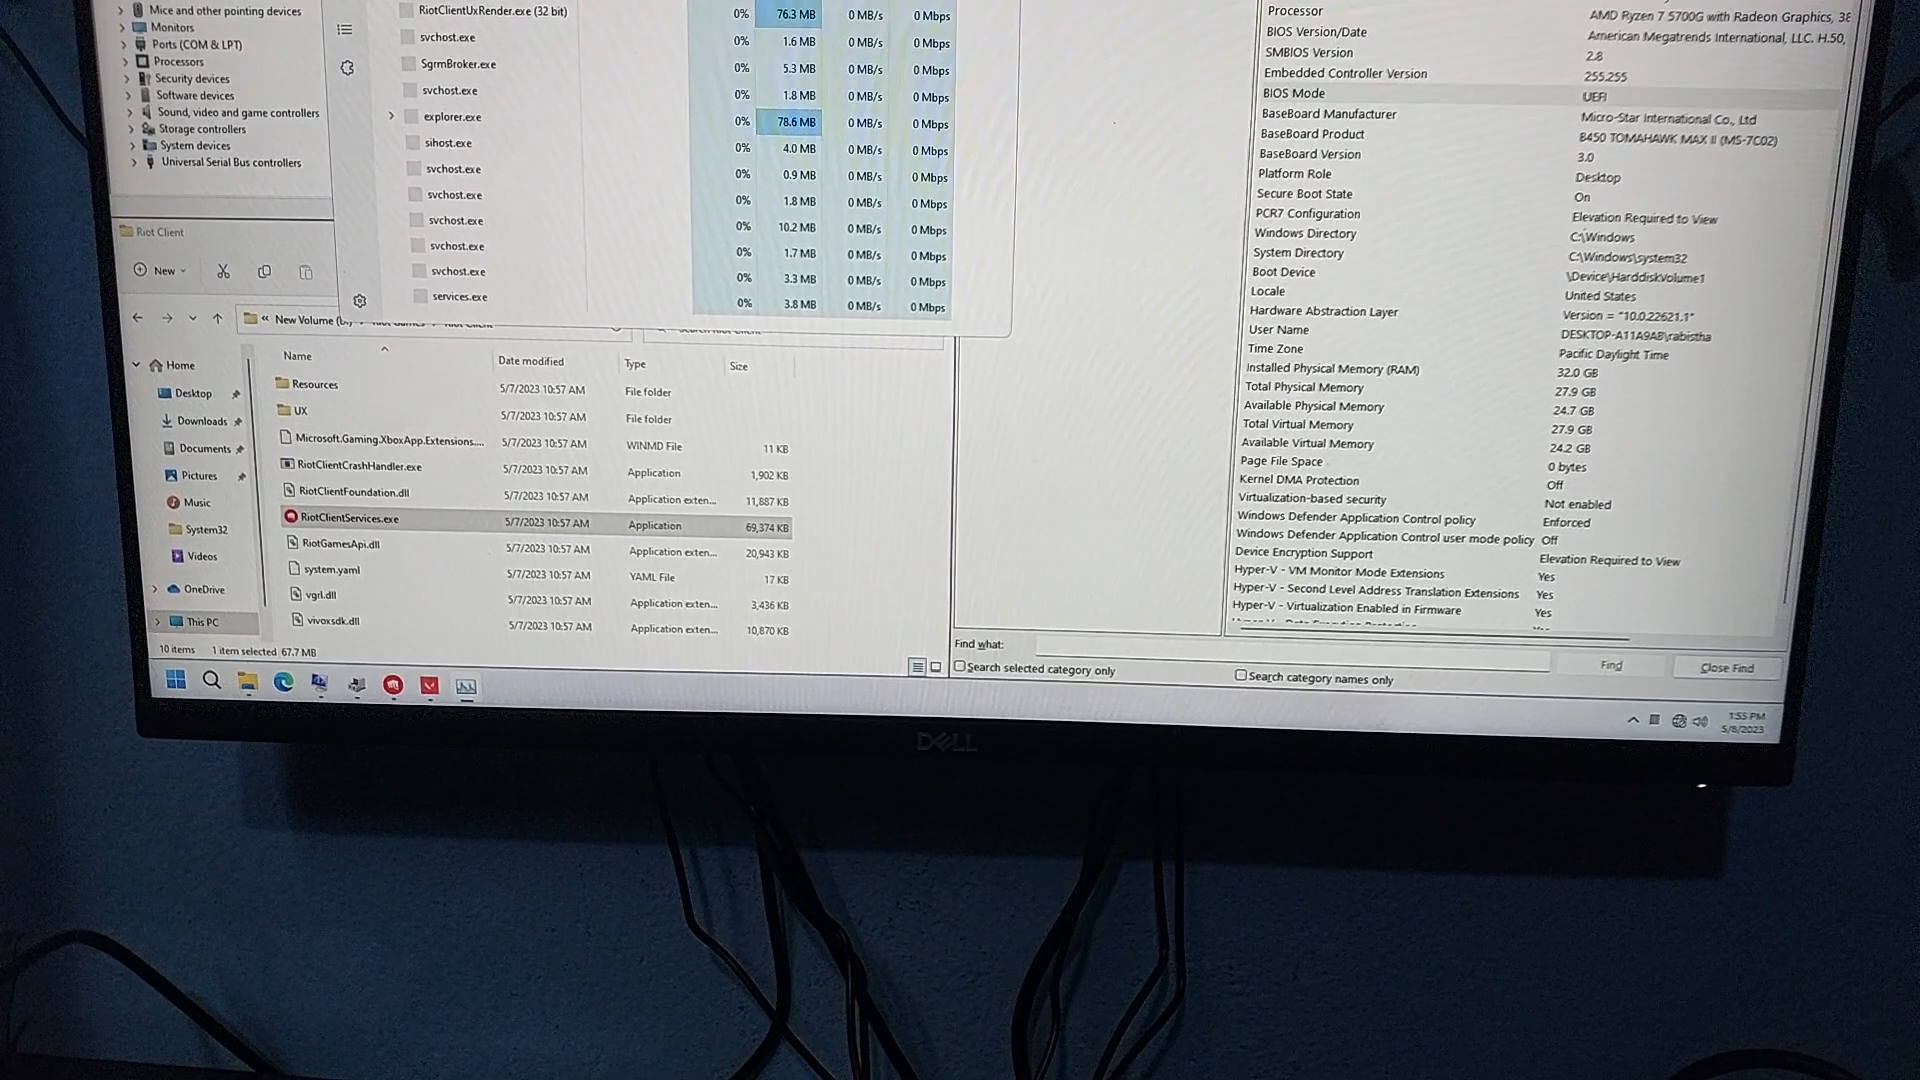 Mice and other pointing devices
Monitors
Ports (COM & LPT)
Processors
Security devices
Software devices
Sound, video and game controllers
Storage controllers
System devices
Universal Serial Bus controllers
RiotClientUxRender.exe (32 bit) 0% 76.3 MB 0 MB/s 0 Mbps
svchost.exe 0% 1.6 MB 0 MB/s 0 Mbps
SgrmBroker.exe 0% 5.3 MB 0 MB/s 0 Mbps
svchost.exe 0% 1.8 MB 0 MB/s 0 Mbps
explorer.exe 0% 78.6 MB 0 MB/s 0 Mbps
sihost.exe 0% 4.0 MB 0 MB/s 0 Mbps
svchost.exe 0% 0.9 MB 0 MB/s 0 Mbps
svchost.exe 0% 1.8 MB 0 MB/s 0 Mbps
svchost.exe 0% 10.2 MB 0 MB/s 0 Mbps
svchost.exe 0% 1.7 MB 0 MB/s 0 Mbps
svchost.exe 0% 3.3 MB 0 MB/s 0 Mbps
services.exe 0% 3.8 MB 0 MB/s 0 Mbps
Riot Client
New
« New Volume (D:)
Home
Desktop
Downloads
Documents
Pictures
Music
System32
Videos
OneDrive
This PC
Name Date modified Type Size
Resources 5/7/2023 10:57 AM File folder
UX 5/7/2023 10:57 AM File folder
Microsoft.Gaming.XboxApp.Extensions.... 5/7/2023 10:57 AM WINMD File 11 KB
RiotClientCrashHandler.exe 5/7/2023 10:57 AM Application 1,902 KB
RiotClientFoundation.dll 5/7/2023 10:57 AM Application exten... 11,887 KB
RiotClientServices.exe 5/7/2023 10:57 AM Application 69,374 KB
RiotGamesApi.dll 5/7/2023 10:57 AM Application exten... 20,943 KB
system.yaml 5/7/2023 10:57 AM YAML File 17 KB
vgrl.dll 5/7/2023 10:57 AM Application exten... 3,436 KB
vivoxsdk.dll 5/7/2023 10:57 AM Application exten... 10,870 KB
10 items 1 item selected 67.7 MB
Processor AMD Ryzen 7 5700G with Radeon Graphics, 38
BIOS Version/Date American Megatrends International, LLC. H.50,
SMBIOS Version 2.8
Embedded Controller Version 255.255
BIOS Mode UEFI
BaseBoard Manufacturer Micro-Star International Co., Ltd
BaseBoard Product B450 TOMAHAWK MAX II (MS-7C02)
BaseBoard Version 3.0
Platform Role Desktop
Secure Boot State On
PCR7 Configuration Elevation Required to View
Windows Directory C:\Windows
System Directory C:\Windows\system32
Boot Device \Device\HarddiskVolume1
Locale United States
Hardware Abstraction Layer Version = "10.0.22621.1"
User Name DESKTOP-A11A9AB\rabistha
Time Zone Pacific Daylight Time
Installed Physical Memory (RAM) 32.0 GB
Total Physical Memory 27.9 GB
Available Physical Memory 24.7 GB
Total Virtual Memory 27.9 GB
Available Virtual Memory 24.2 GB
Page File Space 0 bytes
Kernel DMA Protection Off
Virtualization-based security Not enabled
Windows Defender Application Control policy Enforced
Windows Defender Application Control user mode policy Off
Device Encryption Support Elevation Required to View
Hyper-V - VM Monitor Mode Extensions Yes
Hyper-V - Second Level Address Translation Extensions Yes
Hyper-V - Virtualization Enabled in Firmware Yes
Find what:
Find
Close Find
Search selected category only
Search category names only
1:55 PM
5/8/2023
DELL